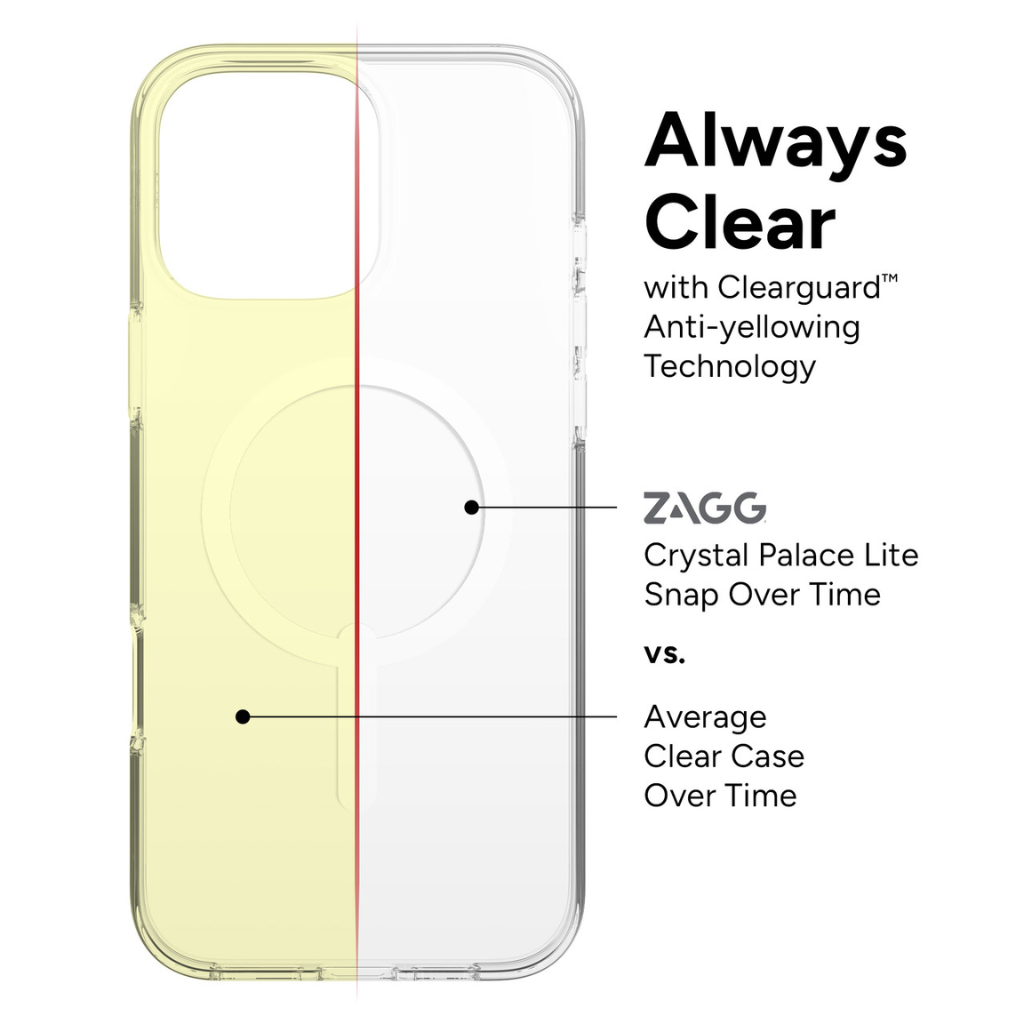 Always
Clear
with Clearguard™
Anti-yellowing
Technology
ZAGG
Crystal Palace Lite
Snap Over Time
vs.
Average
Clear Case
Over Time